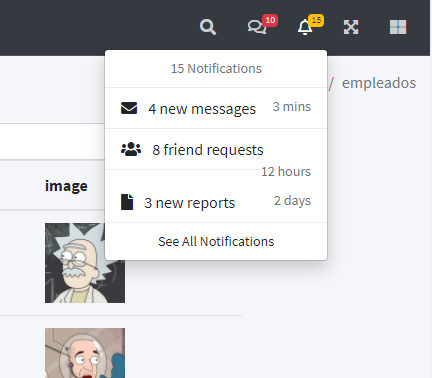 10
15
15 Notifications
/ empleados
4 new messages 3 mins
8 friend requests
12 hours
image
3 new reports 2 days
See All Notifications